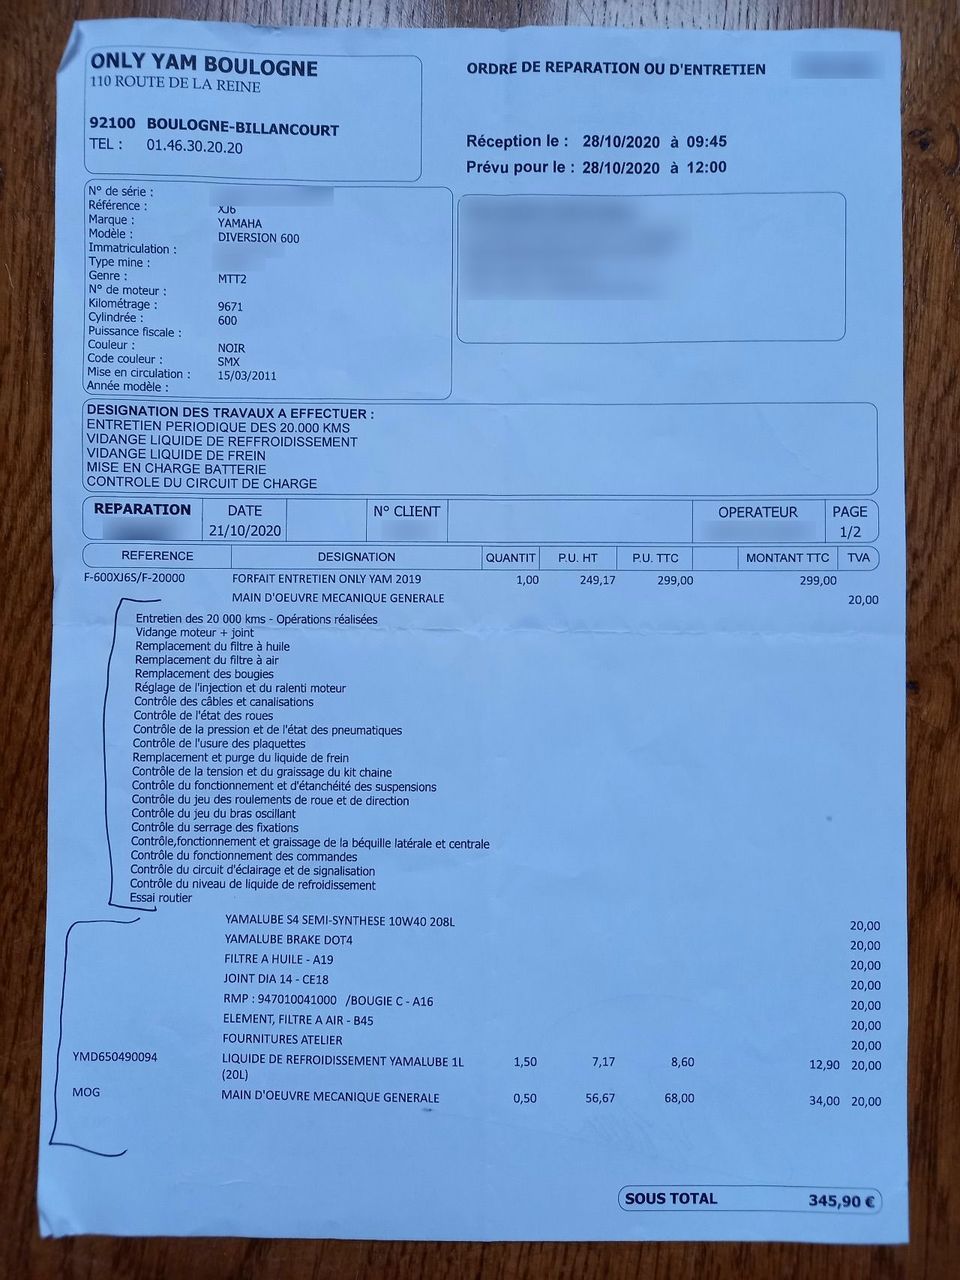 ONLY YAM BOULOGNE
110 ROUTE DE LA REINE
92100 BOULOGNE-BILLANCOURT
TEL : 01.46.30.20.20
ORDRE DE REPARATION OU D'ENTRETIEN
Réception le : 28/10/2020 à 09:45
Prévu pour le : 28/10/2020 à 12:00
N° de série :
Référence : XJ6
Marque : YAMAHA
Modèle : DIVERSION 600
Immatriculation :
Type mine :
Genre : MTT2
N° de moteur :
Kilométrage : 9671
Cylindrée : 600
Puissance fiscale :
Couleur : NOIR
Code couleur : SMX
Mise en circulation : 15/03/2011
Année modèle :
DESIGNATION DES TRAVAUX A EFFECTUER :
ENTRETIEN PERIODIQUE DES 20.000 KMS
VIDANGE LIQUIDE DE REFFROIDISSEMENT
VIDANGE LIQUIDE DE FREIN
MISE EN CHARGE BATTERIE
CONTROLE DU CIRCUIT DE CHARGE
REPARATION DATE N° CLIENT OPERATEUR PAGE
21/10/2020 1/2
REFERENCE DESIGNATION QUANTIT P.U. HT P.U. TTC MONTANT TTC TVA
F-600XJ6S/F-20000 FORFAIT ENTRETIEN ONLY YAM 2019 1,00 249,17 299,00 299,00
MAIN D'OEUVRE MECANIQUE GENERALE 20,00
Entretien des 20 000 kms - Opérations réalisées
Vidange moteur + joint
Remplacement du filtre à huile
Remplacement du filtre à air
Remplacement des bougies
Réglage de l'injection et du ralenti moteur
Contrôle des câbles et canalisations
Contrôle de l'état des roues
Contrôle de la pression et de l'état des pneumatiques
Contrôle de l'usure des plaquettes
Remplacement et purge du liquide de frein
Contrôle de la tension et du graissage du kit chaine
Contrôle du fonctionnement et d'étanchéité des suspensions
Contrôle du jeu des roulements de roue et de direction
Contrôle du jeu du bras oscillant
Contrôle du serrage des fixations
Contrôle,fonctionnement et graissage de la béquille latérale et centrale
Contrôle du fonctionnement des commandes
Contrôle du circuit d'éclairage et de signalisation
Contrôle du niveau de liquide de refroidissement
Essai routier
YAMALUBE S4 SEMI-SYNTHESE 10W40 208L 20,00
YAMALUBE BRAKE DOT4 20,00
FILTRE A HUILE - A19 20,00
JOINT DIA 14 - CE18 20,00
RMP : 947010041000 /BOUGIE C - A16 20,00
ELEMENT, FILTRE A AIR - B45 20,00
FOURNITURES ATELIER 20,00
YMD650490094 LIQUIDE DE REFROIDISSEMENT YAMALUBE 1L 1,50 7,17 8,60 12,90 20,00
(20L)
MOG MAIN D'OEUVRE MECANIQUE GENERALE 0,50 56,67 68,00 34,00 20,00
SOUS TOTAL 345,90 €